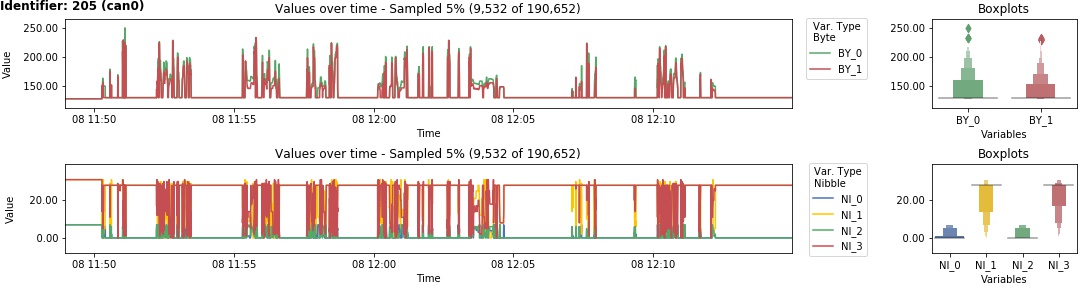 Identifier: 205 (can0)
Values over time - Sampled 5% (9,532 of 190,652)
Value
250.00
200.00
150.00
08 11:50
08 11:55
08 12:00
08 12:05
08 12:10
Time
Var. Type
Byte
BY_0
BY_1
Boxplots
250.00
200.00
150.00
BY_0
BY_1
Variables
Values over time - Sampled 5% (9,532 of 190,652)
Value
20.00
0.00
08 11:50
08 11:55
08 12:00
08 12:05
08 12:10
Time
Var. Type
Nibble
NI_0
NI_1
NI_2
NI_3
Boxplots
20.00
0.00
NI_0
NI_1
NI_2
NI_3
Variables